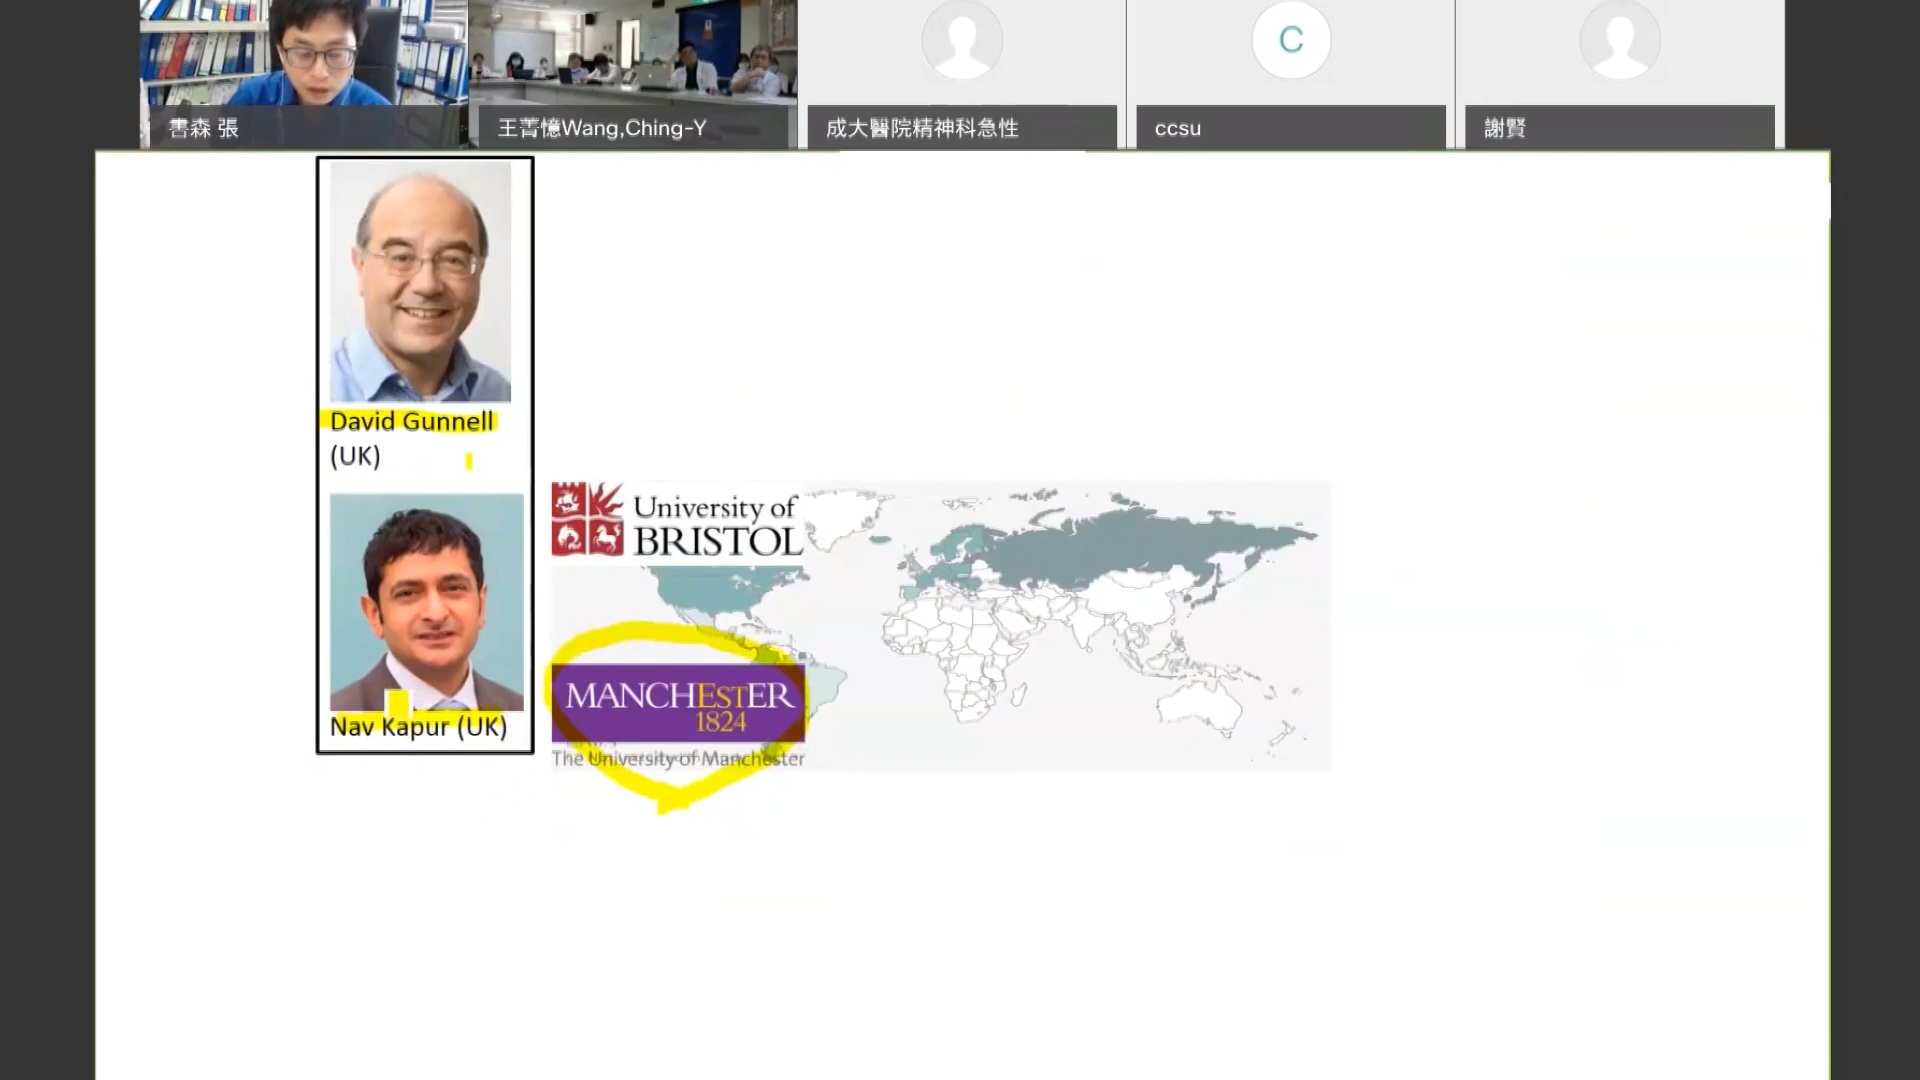 書森 張
王菁憶Wang,Ching-Y
成大醫院精神科急性
C
ccsu
謝賢
David Gunnell
(UK)
Nav Kapur (UK)
University of
BRISTOL
MANCHESTER
1824
The University of Manchester